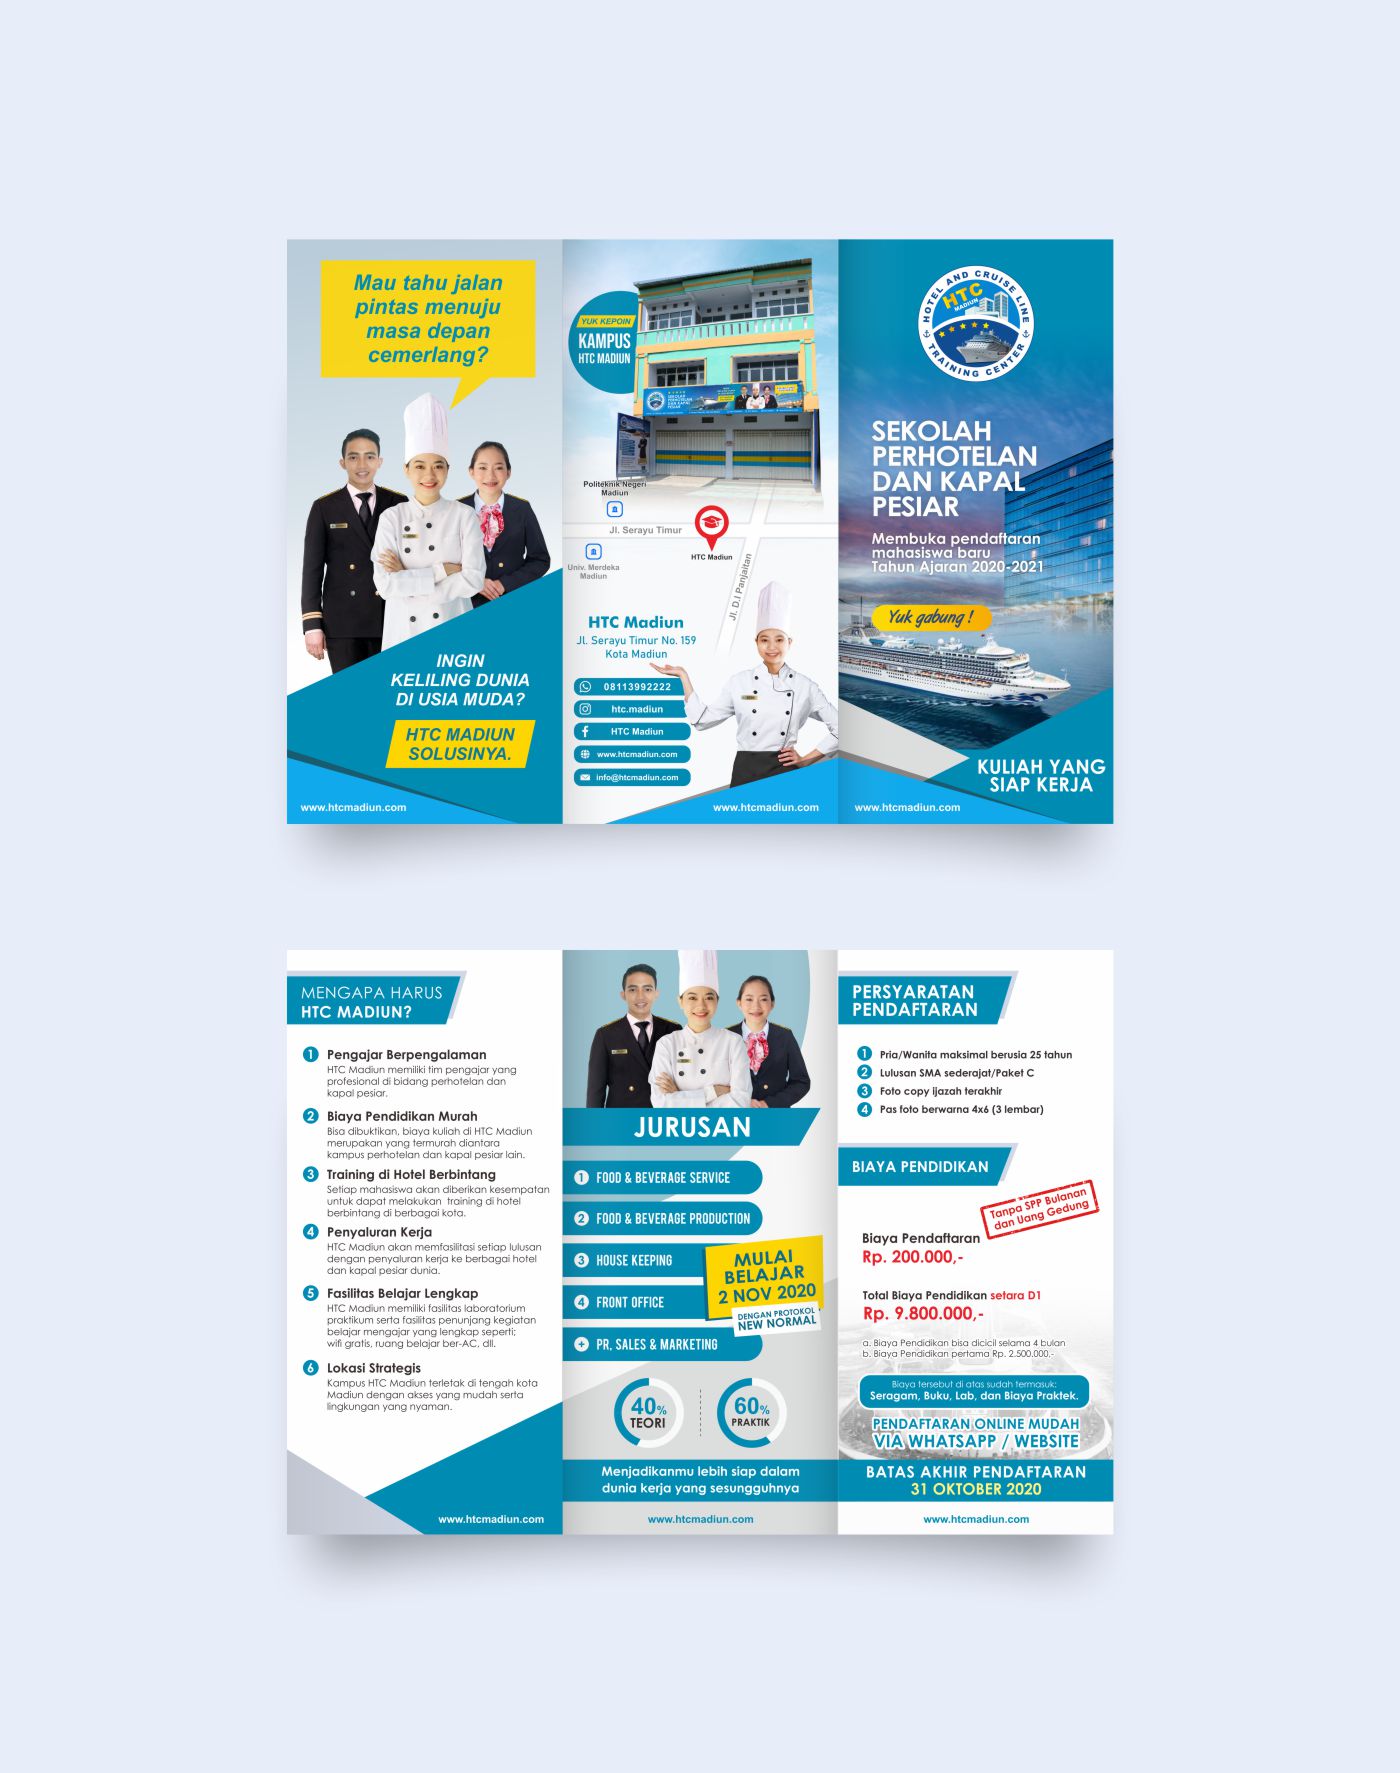 Mau tahu jalan
pintas menuju
masa depan
cemerlang?
INGIN
KELILING DUNIA
DI USIA MUDA?
HTC MADIUN
SOLUSINYA.
www.htcmadiun.com
YUK KEPOIN
KAMPUS
HTC MADIUN
SEKOLAH
PERHOTELAN
DAN KAPAL
PESIAR
Politeknik Negeri
Madiun
Jl. Serayu Timur
Univ. Merdeka
Madiun
HTC Madiun
Jl. D.I Panjaitan
HTC Madiun
Jl. Serayu Timur No. 159
Kota Madiun
08113992222
htc.madiun
HTC Madiun
www.htcmadiun.com
info@htcmadiun.com
www.htcmadiun.com
HOTEL AND CRUISE LINE
HTC
MADIUN
TRAINING CENTER
SEKOLAH
PERHOTELAN
DAN KAPAL
PESIAR
Membuka pendaftaran
mahasiswa baru
Tahun Ajaran 2020-2021
Yuk gabung !
KULIAH YANG
SIAP KERJA
www.htcmadiun.com
MENGAPA HARUS
HTC MADIUN?
1 Pengajar Berpengalaman
HTC Madiun memiliki tim pengajar yang
profesional di bidang perhotelan dan
kapal pesiar.
2 Biaya Pendidikan Murah
Bisa dibuktikan, biaya kuliah di HTC Madiun
merupakan yang termurah diantara
kampus perhotelan dan kapal pesiar lain.
3 Training di Hotel Berbintang
Setiap mahasiswa akan diberikan kesempatan
untuk dapat melakukan training di hotel
berbintang di berbagai kota.
4 Penyaluran Kerja
HTC Madiun akan memfasilitasi setiap lulusan
dengan penyaluran kerja ke berbagai hotel
dan kapal pesiar dunia.
5 Fasilitas Belajar Lengkap
HTC Madiun memiliki fasilitas laboratorium
praktikum serta fasilitas penunjang kegiatan
belajar mengajar yang lengkap seperti;
wifi gratis, ruang belajar ber-AC, dll.
6 Lokasi Strategis
Kampus HTC Madiun terletak di tengah kota
Madiun dengan akses yang mudah serta
lingkungan yang nyaman.
www.htcmadiun.com
JURUSAN
1 FOOD & BEVERAGE SERVICE
2 FOOD & BEVERAGE PRODUCTION
3 HOUSE KEEPING
4 FRONT OFFICE
+ PR, SALES & MARKETING
MULAI
BELAJAR
2 NOV 2020
DENGAN PROTOKOL
NEW NORMAL
40%
TEORI
60%
PRAKTIK
Menjadikanmu lebih siap dalam
dunia kerja yang sesungguhnya
www.htcmadiun.com
PERSYARATAN
PENDAFTARAN
1 Pria/Wanita maksimal berusia 25 tahun
2 Lulusan SMA sederajat/Paket C
3 Foto copy ijazah terakhir
4 Pas foto berwarna 4x6 (3 lembar)
BIAYA PENDIDIKAN
Tanpa SPP Bulanan
dan Uang Gedung
Biaya Pendaftaran
Rp. 200.000,-
Total Biaya Pendidikan setara D1
Rp. 9.800.000,-
a. Biaya Pendidikan bisa dicicil selama 4 bulan
b. Biaya Pendidikan pertama Rp. 2.500.000,-
Biaya tersebut di atas sudah termasuk:
Seragam, Buku, Lab, dan Biaya Praktek.
PENDAFTARAN ONLINE MUDAH
VIA WHATSAPP / WEBSITE
BATAS AKHIR PENDAFTARAN
31 OKTOBER 2020
www.htcmadiun.com